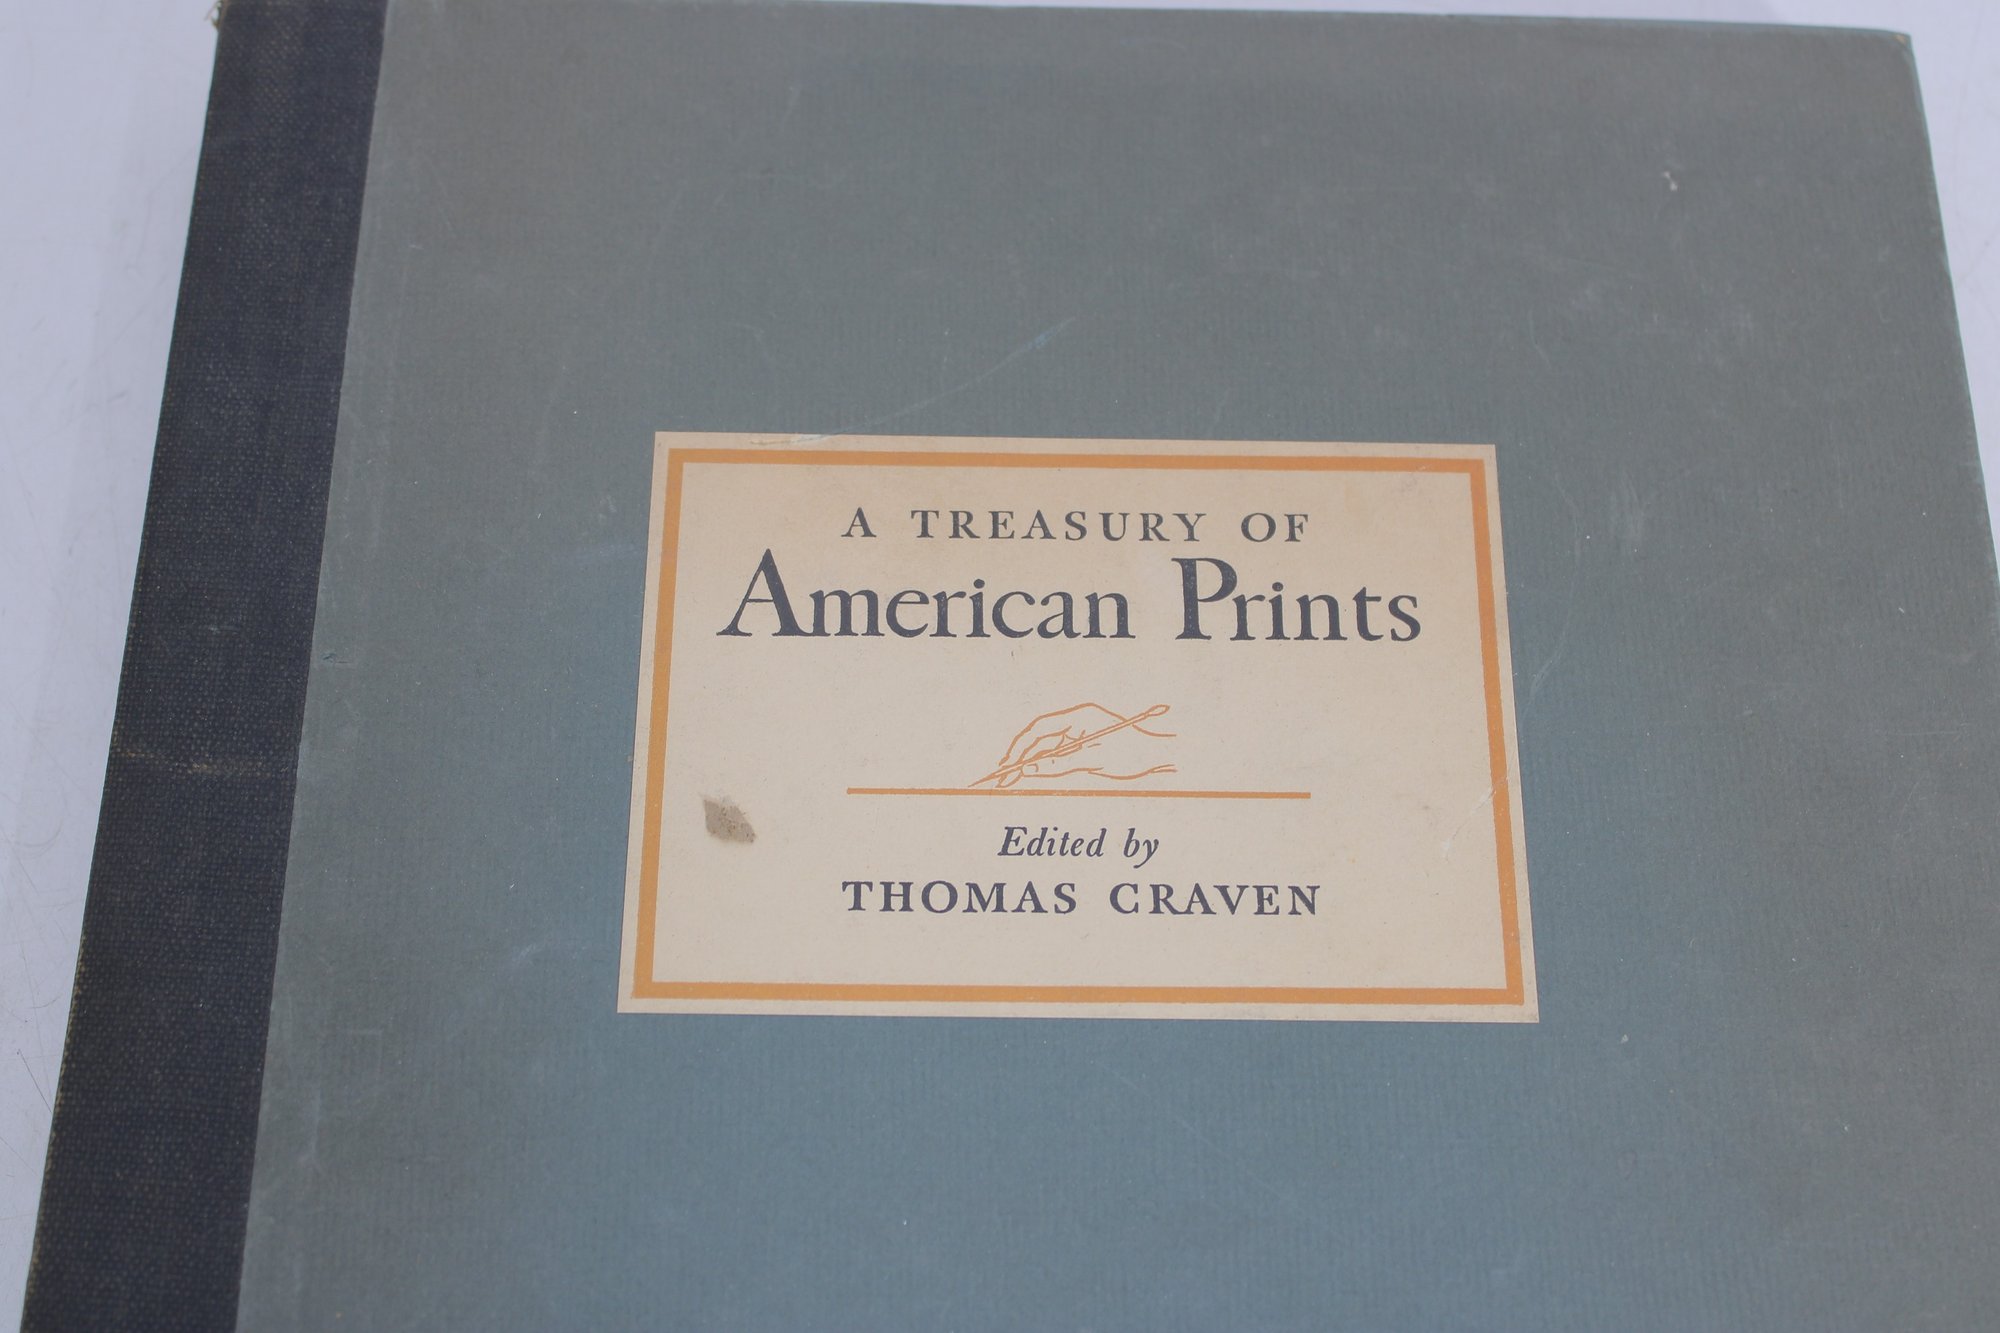 A TREASURY OF
American Prints
Edited by
THOMAS CRAVEN